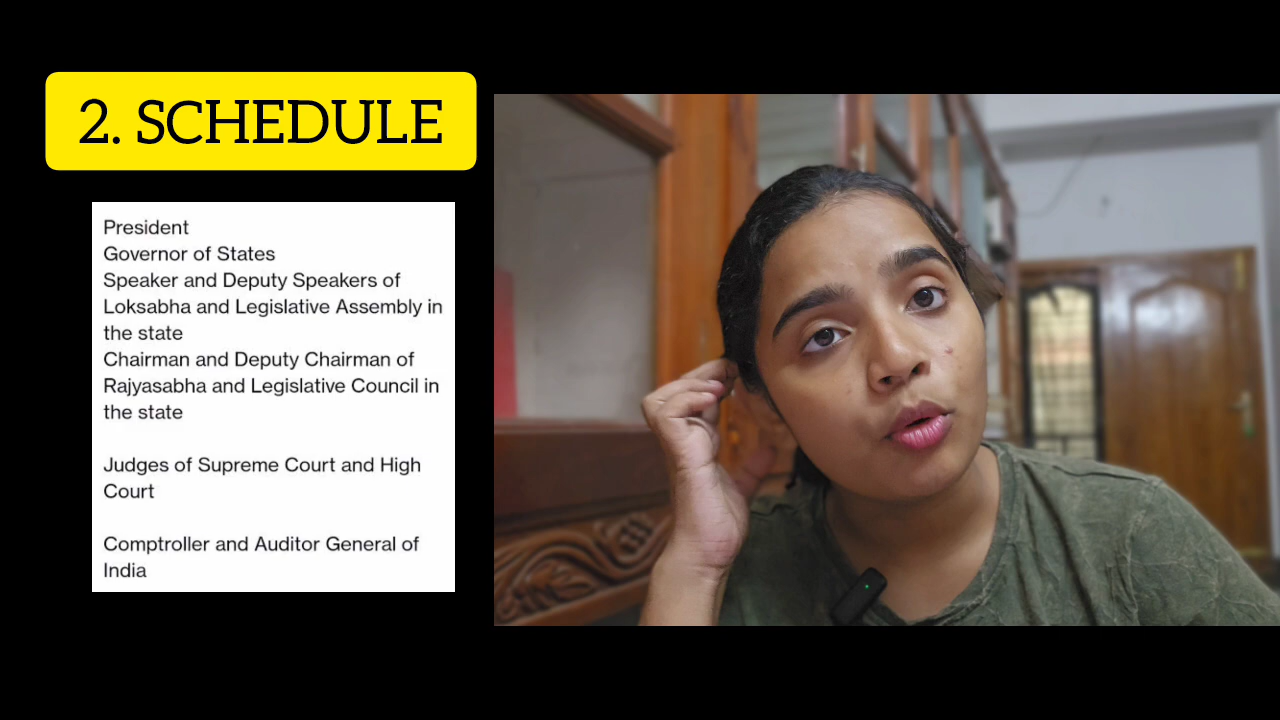 2. SCHEDULE
President
Governor of States
Speaker and Deputy Speakers of
Loksabha and Legislative Assembly in
the state
Chairman and Deputy Chairman of
Rajyasabha and Legislative Council in
the state
Judges of Supreme Court and High
Court
Comptroller and Auditor General of
India